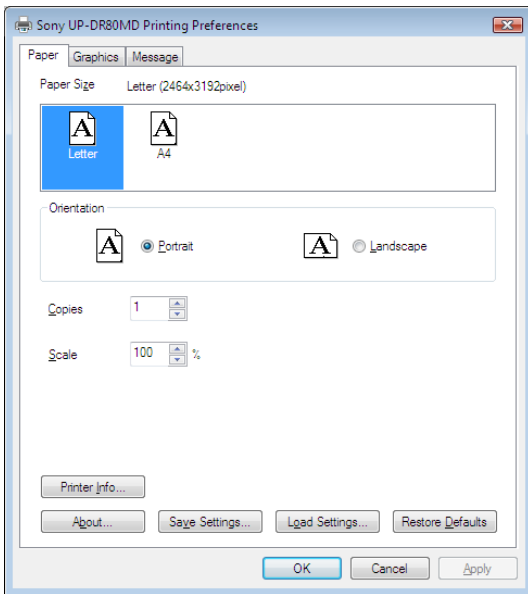 Sony UP-DR80MD Printing Preferences
Paper Graphics Message
Paper Size Letter (2464x3192pixel)
A A
Letter A4
Orientation
A Portrait A Landscape
Copies 1
Scale 100 %
Printer Info...
About... Save Settings... Load Settings... Restore Defaults
OK Cancel Apply